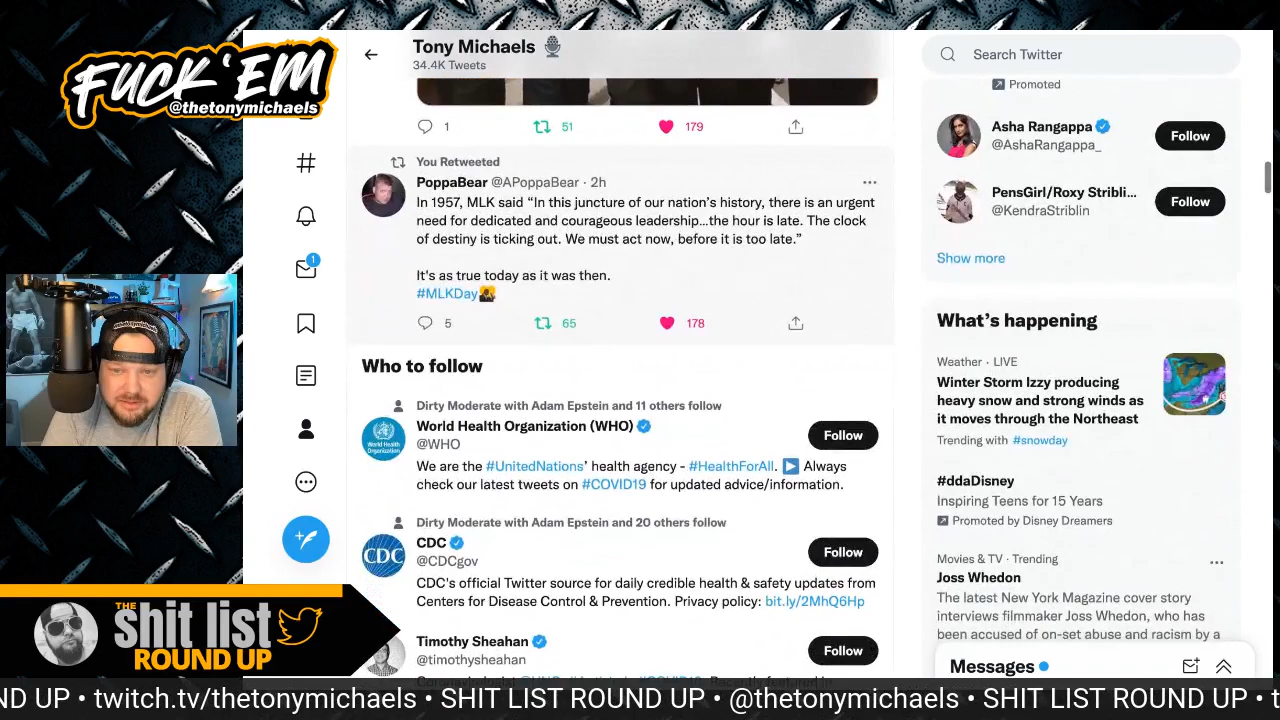 FUCK 'EM
@thetonymichaels
Tony Michaels
34.4K Tweets
1
51
179
You Retweeted
PoppaBear @APoppaBear · 2h
In 1957, MLK said “In this juncture of our nation’s history, there is an urgent
need for dedicated and courageous leadership...the hour is late. The clock
of destiny is ticking out. We must act now, before it is too late.”
It's as true today as it was then.
#MLKDay
5
65
178
Who to follow
Dirty Moderate with Adam Epstein and 11 others follow
World Health Organization (WHO)
@WHO
Follow
We are the #UnitedNations’ health agency - #HealthForAll. Always
check our latest tweets on #COVID19 for updated advice/information.
Dirty Moderate with Adam Epstein and 20 others follow
CDC
@CDCgov
Follow
CDC's official Twitter source for daily credible health & safety updates from
Centers for Disease Control & Prevention. Privacy policy: bit.ly/2MhQ6Hp
Timothy Sheahan
@timothysheahan
Follow
1
Search Twitter
Promoted
Asha Rangappa
@AshaRangappa_
Follow
PensGirl/Roxy Stribli...
@KendraStriblin
Follow
Show more
What’s happening
Weather · LIVE
Winter Storm Izzy producing
heavy snow and strong winds as
it moves through the Northeast
Trending with #snowday
#ddaDisney
Inspiring Teens for 15 Years
Promoted by Disney Dreamers
Movies & TV · Trending
Joss Whedon
The latest New York Magazine cover story
interviews filmmaker Joss Whedon, who has
been accused of on-set abuse and racism by a
Messages
THE
shit list
ROUND UP
ND UP • twitch.tv/thetonymichaels • SHIT LIST ROUND UP • @thetonymichaels • SHIT LIST ROUND UP • t